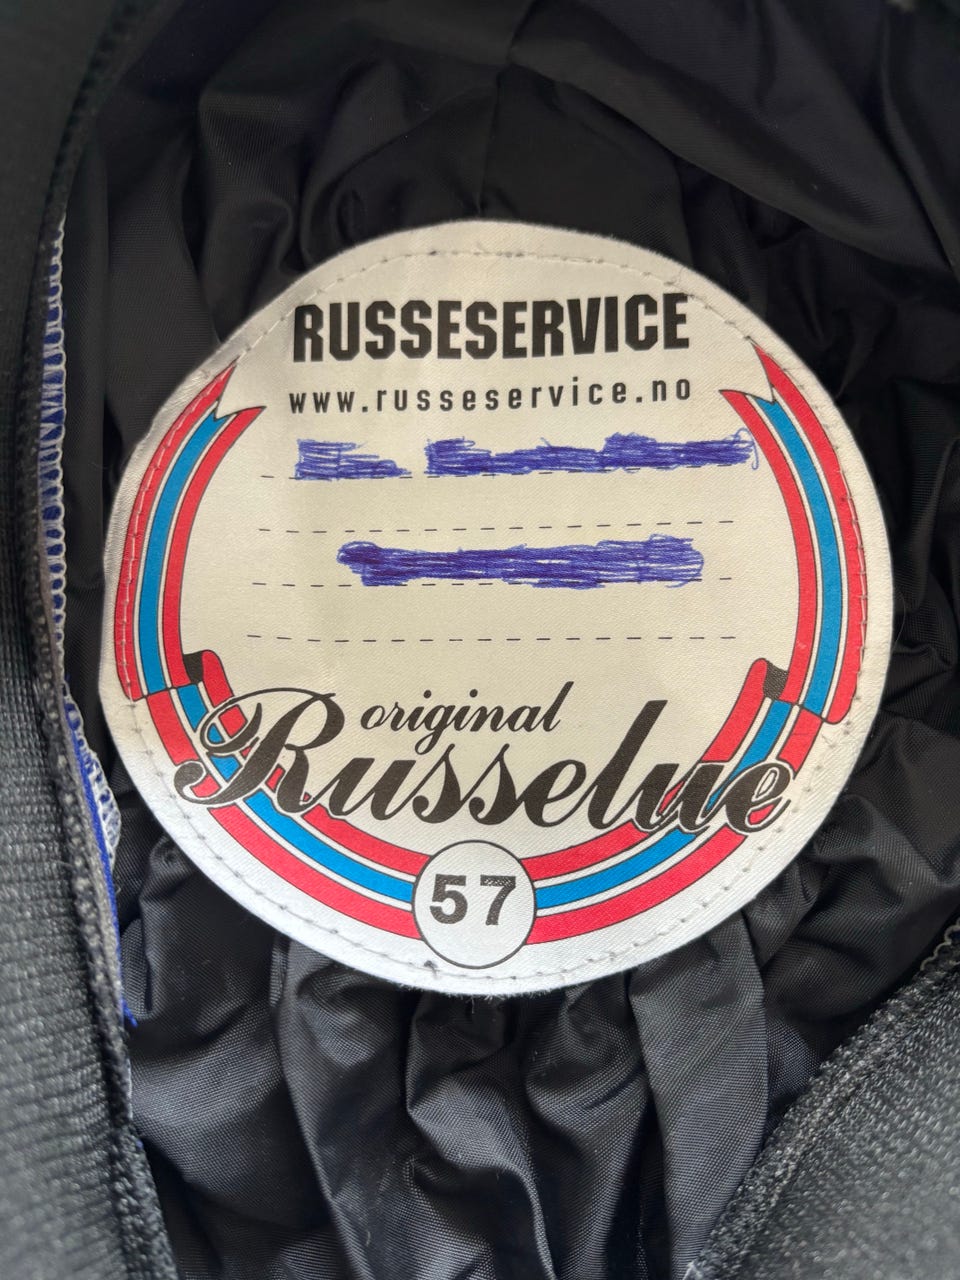 RUSSESERVICE
www.russeservice.no
original
Russelue
57